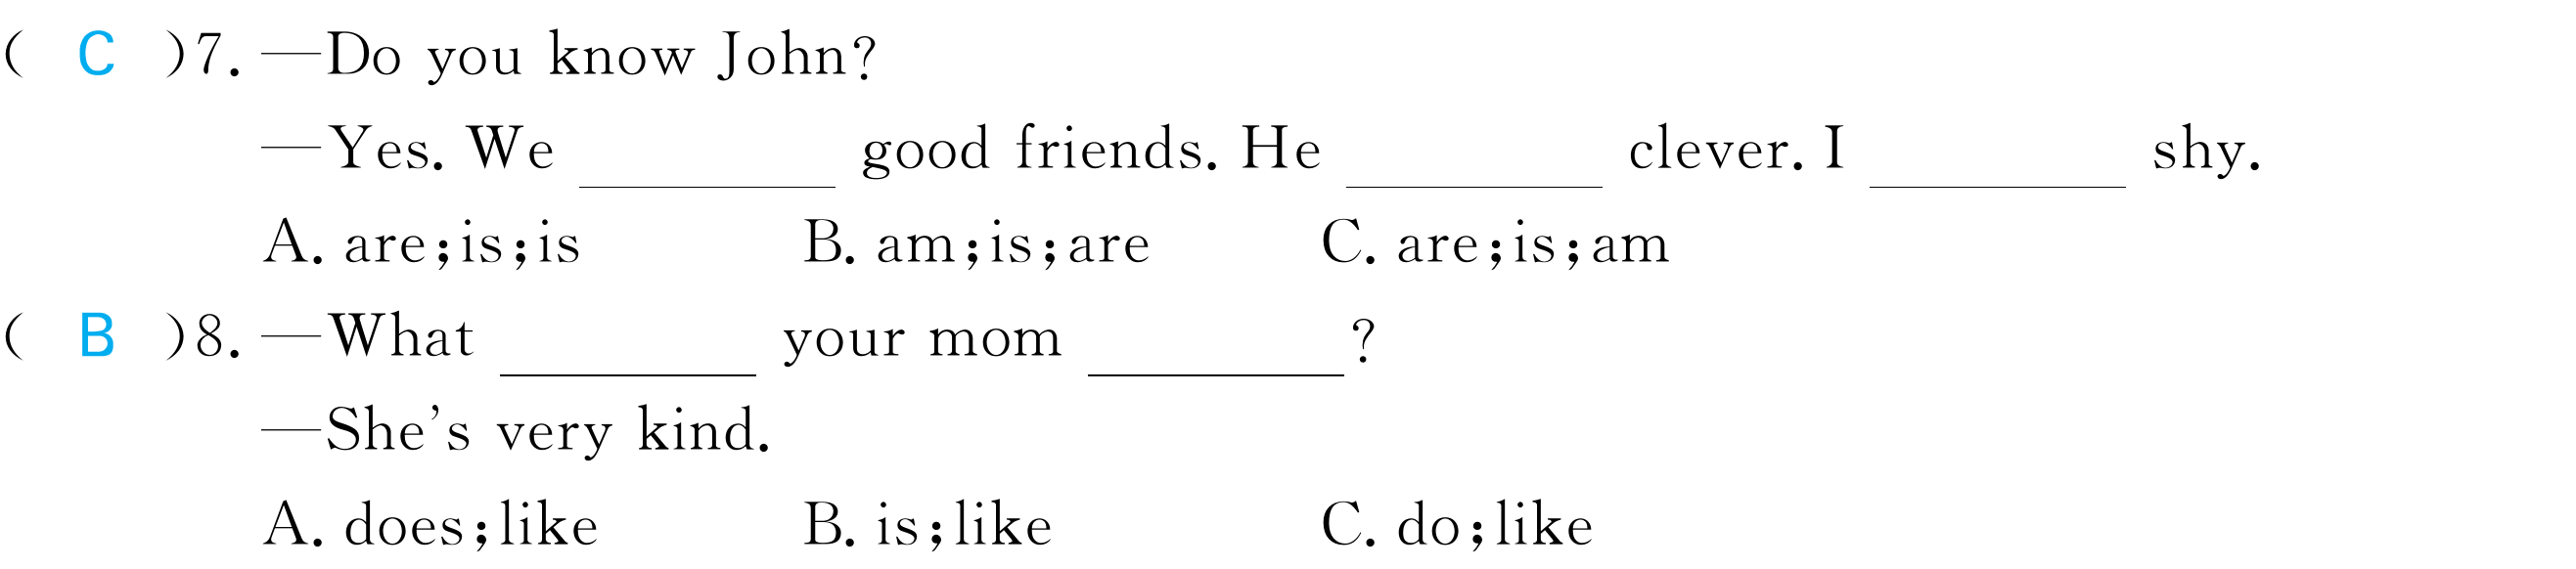 ( C )7. —Do you know John?
—Yes. We ________ good friends. He ________ clever. I ________ shy.
A. are;is;is B. am;is;are C. are;is;am
( B )8. —What ________ your mom ________?
—She's very kind.
A. does;like B. is;like C. do;like